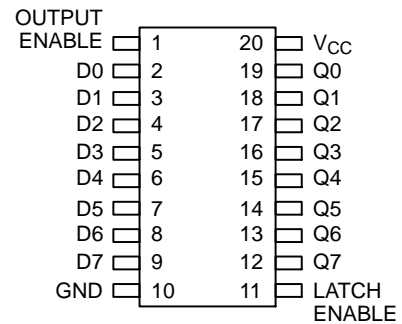 OUTPUT
ENABLE 1 20 VCC
D0 2 19 Q0
D1 3 18 Q1
D2 4 17 Q2
D3 5 16 Q3
D4 6 15 Q4
D5 7 14 Q5
D6 8 13 Q6
D7 9 12 Q7
GND 10 11 LATCH
ENABLE